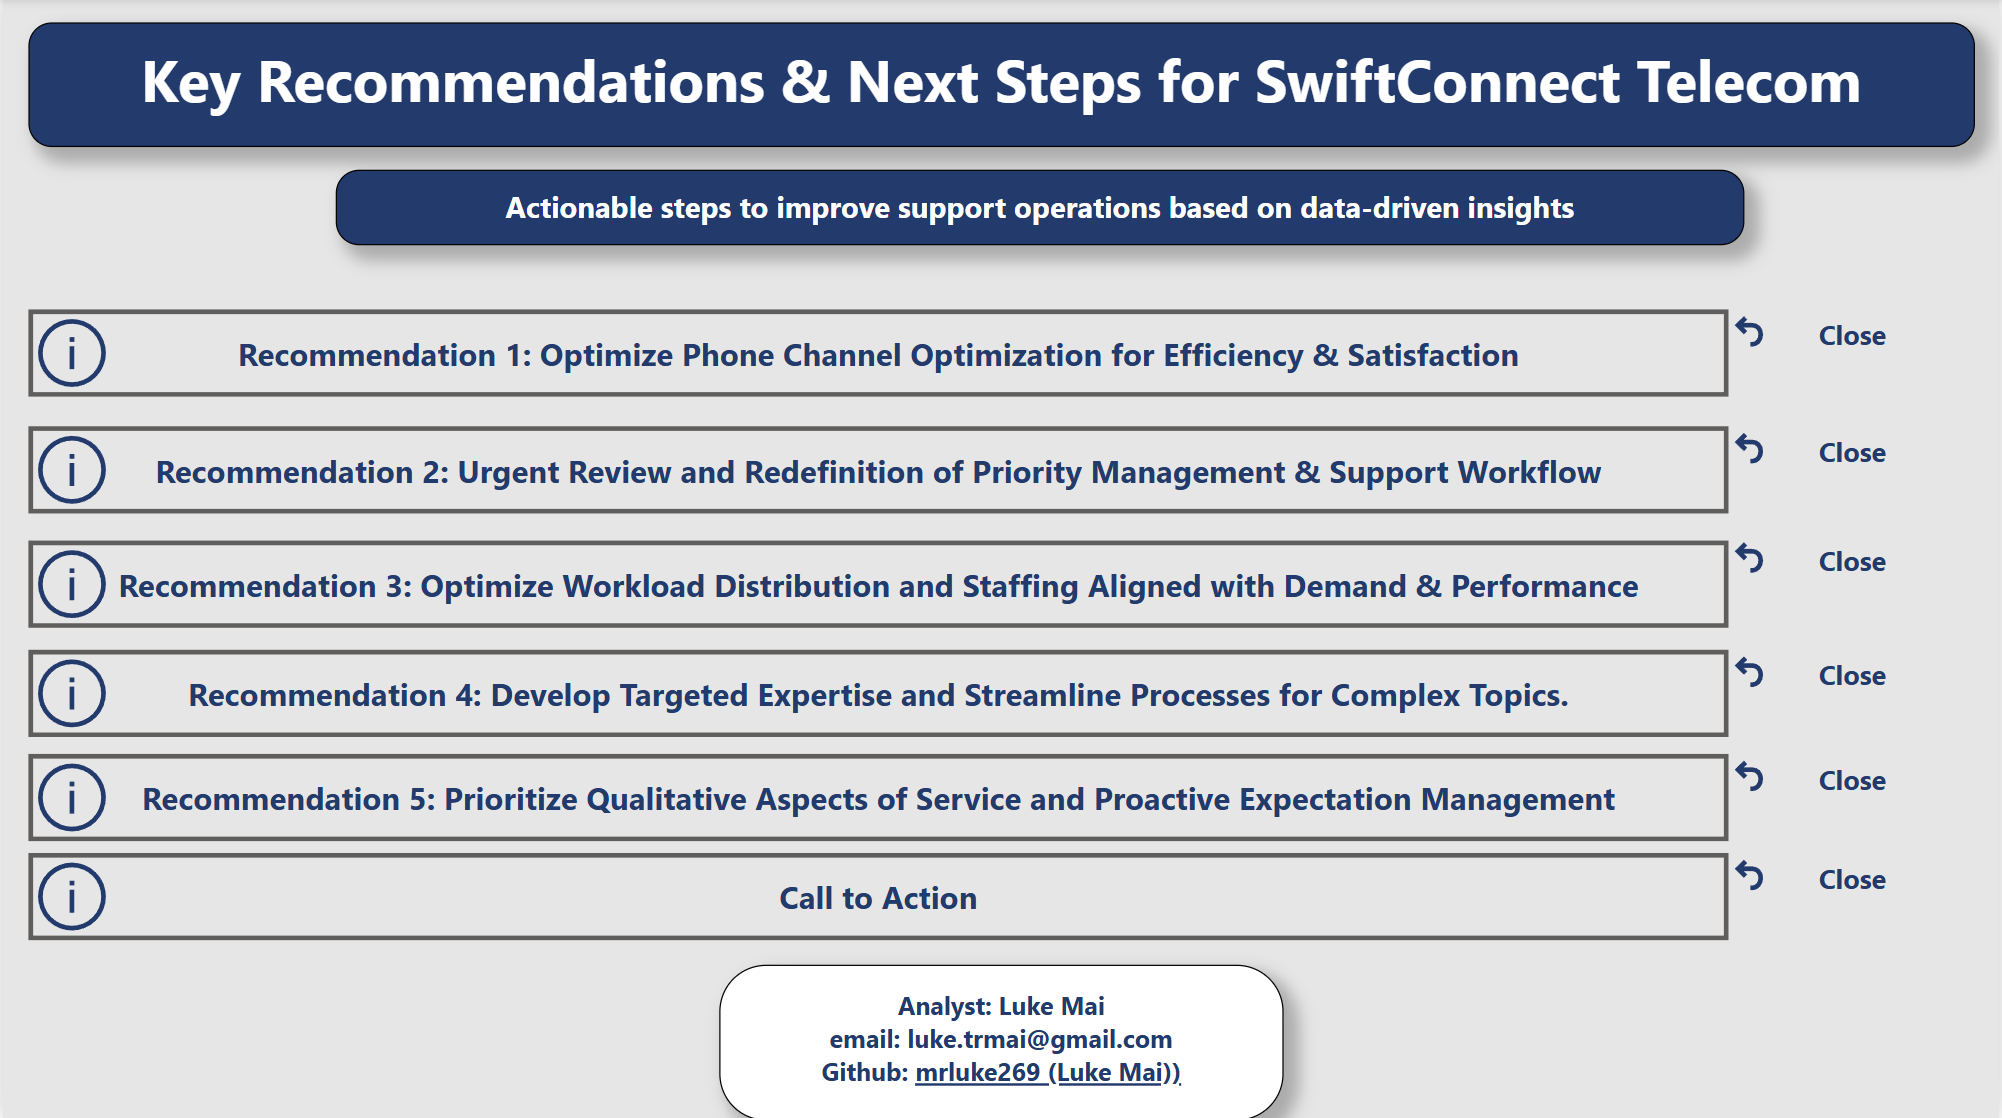 Key Recommendations & Next Steps for SwiftConnect Telecom
Actionable steps to improve support operations based on data-driven insights
Recommendation 1: Optimize Phone Channel Optimization for Efficiency & Satisfaction
Close
Recommendation 2: Urgent Review and Redefinition of Priority Management & Support Workflow
Close
Recommendation 3: Optimize Workload Distribution and Staffing Aligned with Demand & Performance
Close
Recommendation 4: Develop Targeted Expertise and Streamline Processes for Complex Topics.
Close
Recommendation 5: Prioritize Qualitative Aspects of Service and Proactive Expectation Management
Close
Call to Action
Close
Analyst: Luke Mai
email: luke.trmai@gmail.com
Github: mrluke269 (Luke Mai))